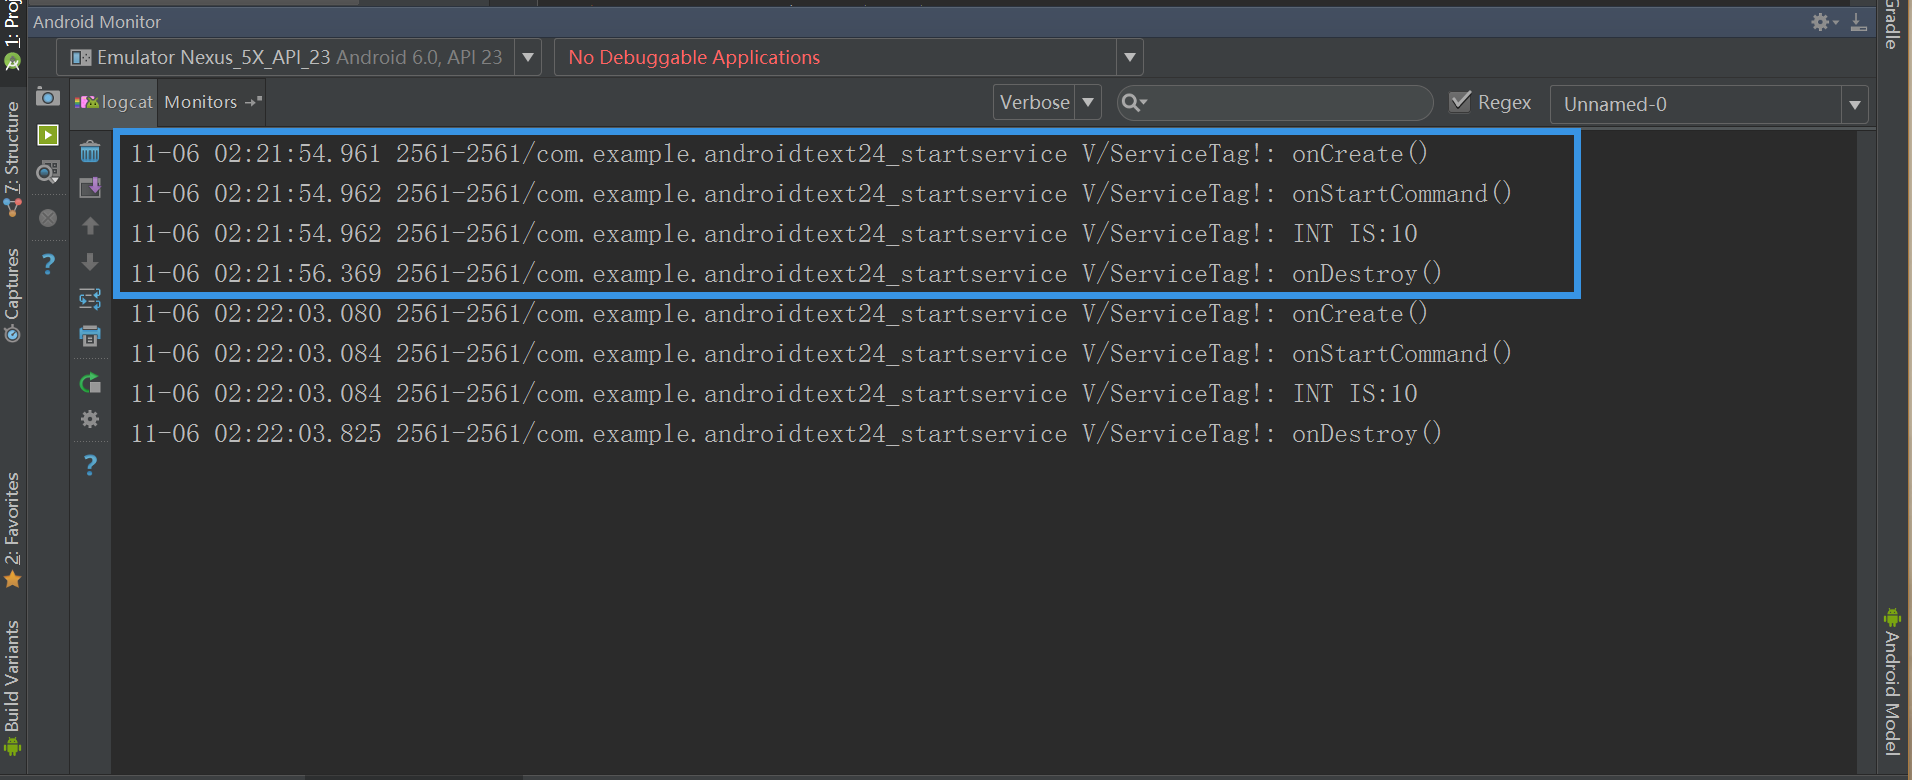 Android Monitor
Emulator Nexus_5X_API_23 Android 6.0, API 23
No Debuggable Applications
logcat
Monitors
Verbose
Regex
Unnamed-0
11-06 02:21:54.961 2561-2561/com.example.androidtext24_startservice V/ServiceTag!: onCreate()
11-06 02:21:54.962 2561-2561/com.example.androidtext24_startservice V/ServiceTag!: onStartCommand()
11-06 02:21:54.962 2561-2561/com.example.androidtext24_startservice V/ServiceTag!: INT IS:10
11-06 02:21:56.369 2561-2561/com.example.androidtext24_startservice V/ServiceTag!: onDestroy()
11-06 02:22:03.080 2561-2561/com.example.androidtext24_startservice V/ServiceTag!: onCreate()
11-06 02:22:03.084 2561-2561/com.example.androidtext24_startservice V/ServiceTag!: onStartCommand()
11-06 02:22:03.084 2561-2561/com.example.androidtext24_startservice V/ServiceTag!: INT IS:10
11-06 02:22:03.825 2561-2561/com.example.androidtext24_startservice V/ServiceTag!: onDestroy()
1: Proj
7: Structure
Captures
2: Favorites
Build Variants
Gradle
Android Model